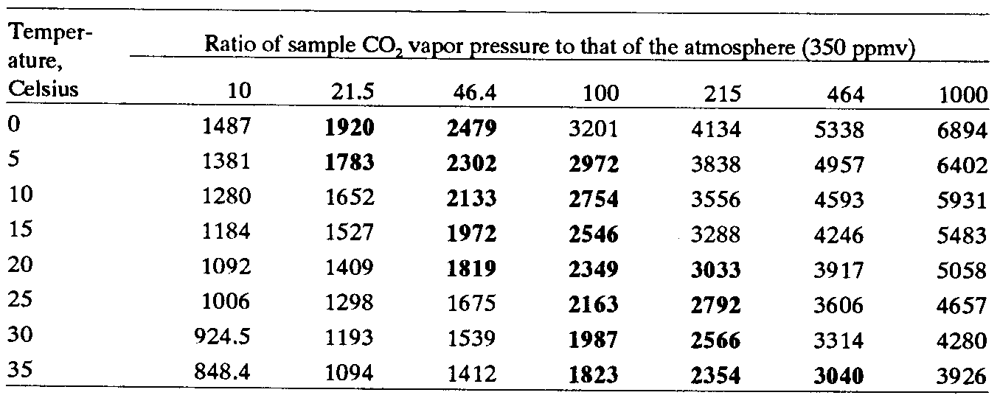 Temper-
ature,
Celsius
Ratio of sample CO₂ vapor pressure to that of the atmosphere (350 ppmv)
10 21.5 46.4 100 215 464 1000
0 1487 1920 2479 3201 4134 5338 6894
5 1381 1783 2302 2972 3838 4957 6402
10 1280 1652 2133 2754 3556 4593 5931
15 1184 1527 1972 2546 3288 4246 5483
20 1092 1409 1819 2349 3033 3917 5058
25 1006 1298 1675 2163 2792 3606 4657
30 924.5 1193 1539 1987 2566 3314 4280
35 848.4 1094 1412 1823 2354 3040 3926